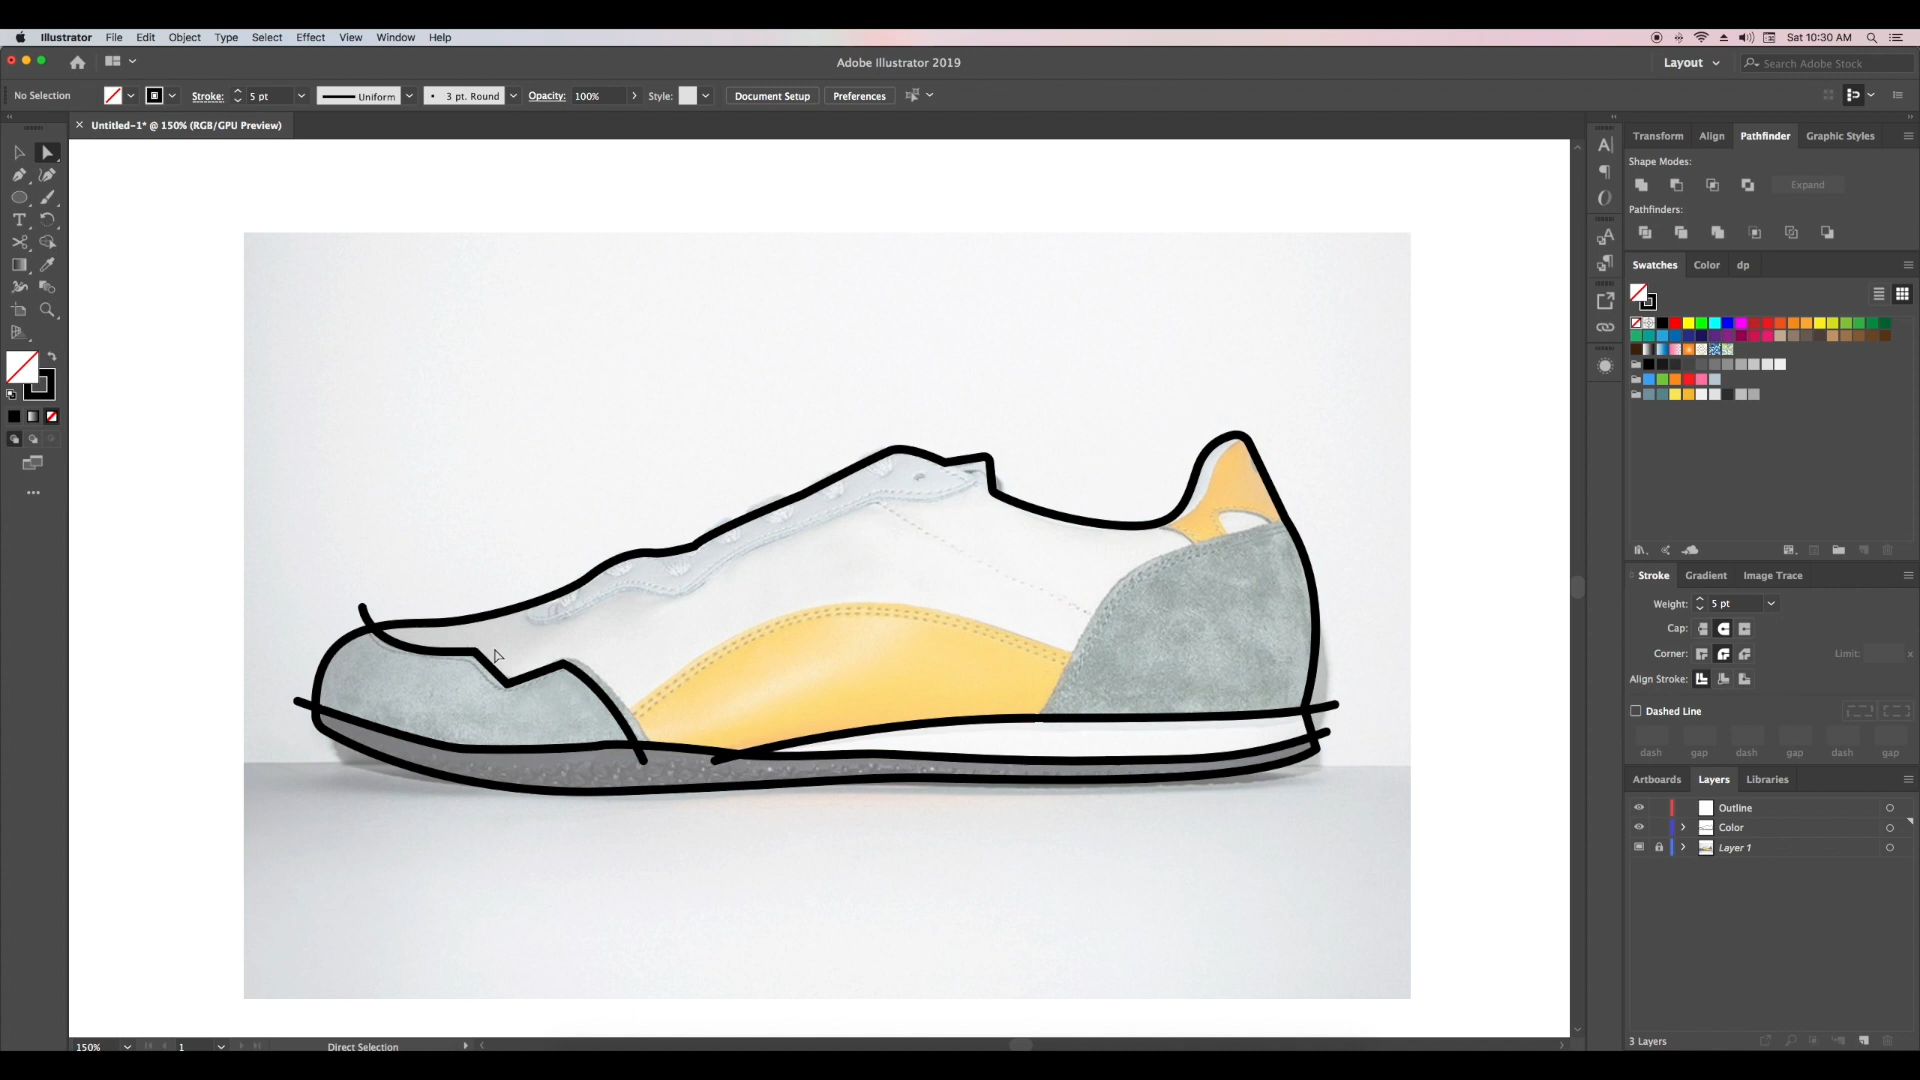 Illustrator File Edit Object Type Select Effect View Window Help
Sat 10:30 AM
Adobe Illustrator 2019
Layout
Search Adobe Stock
No Selection
Stroke: 5 pt
Uniform
3 pt. Round
Opacity: 100%
Style:
Document Setup
Preferences
Untitled-1* @ 150% (RGB/GPU Preview)
Transform Align Pathfinder Graphic Styles
Shape Modes:
Expand
Pathfinders:
Swatches Color dp
Stroke Gradient Image Trace
Weight: 5 pt
Cap:
Corner: Limit: x
Align Stroke:
Dashed Line
dash gap dash gap dash gap
Artboards Layers Libraries
Outline
Color
Layer 1
3 Layers
150% 1 Direct Selection